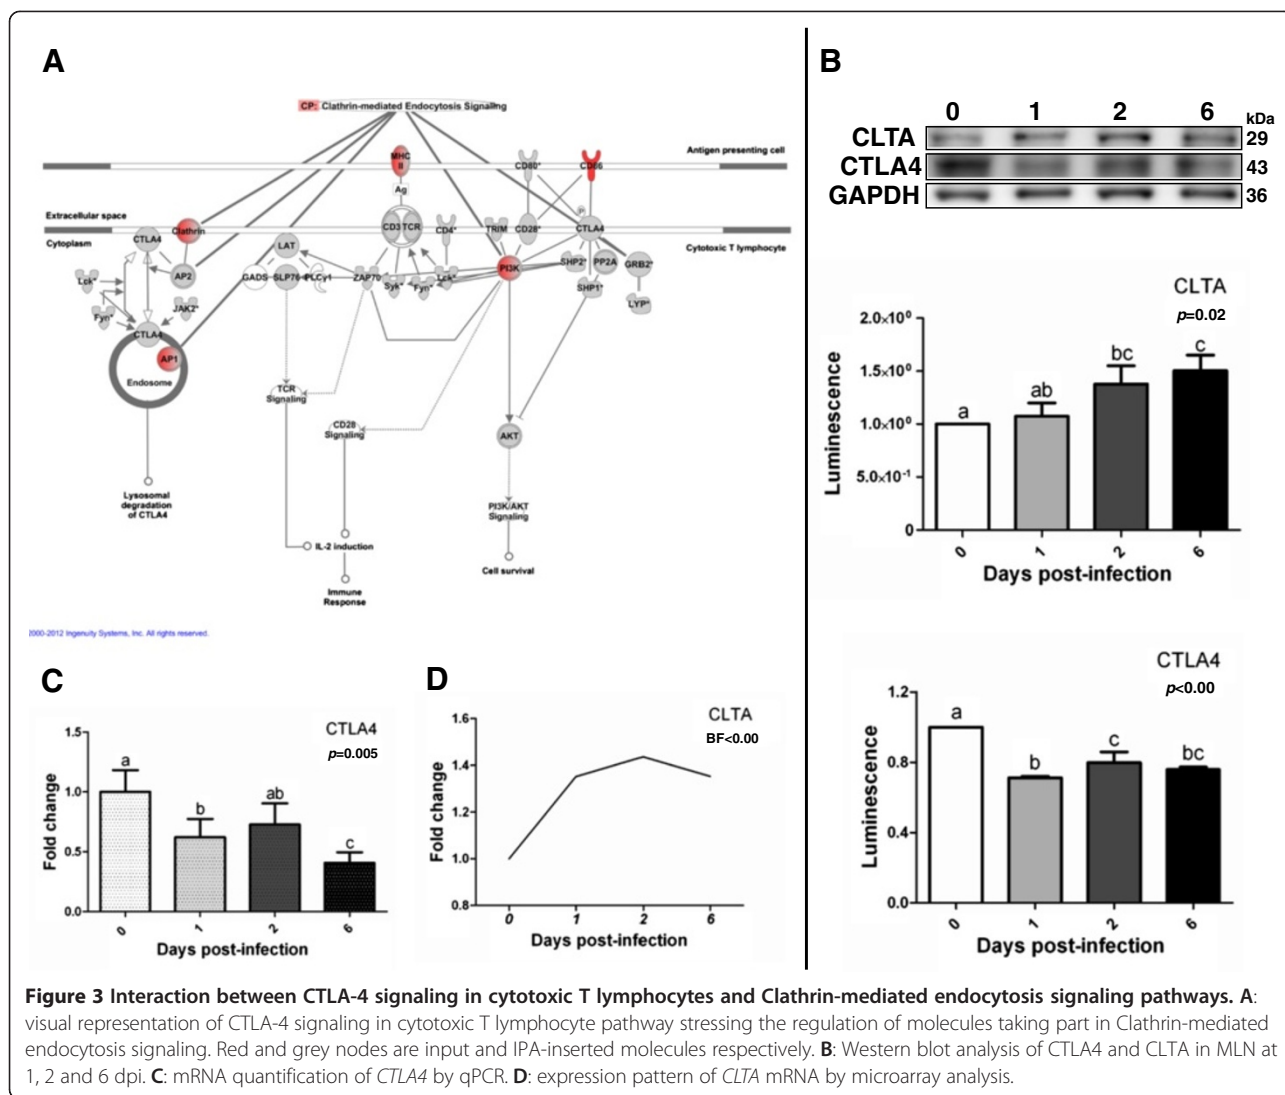 A
CP: Clathrin-mediated Endocytosis Signaling
MHC II
CD80*
CD86
Antigen presenting cell
Ag
Extracellular space
Cytoplasm
Cytotoxic T lymphocyte
CTLA4
Clathrin
LAT
CD3
TCR
CD4*
TRIM
CD28*
CTLA4
P
AP2
GADS
SLP76
PLCγ1
ZAP70
Syk*
Fyn*
Lck*
PI3K
SHP2*
PP2A
GRB2*
SHP1*
LYP*
Lck*
Fyn*
JAK2*
CTLA4
AP1
Endosome
TCR
Signaling
CD28
Signaling
AKT
Lysosomal
degradation
of CTLA4
PI3K/AKT
Signaling
IL-2 induction
Cell survival
Immune
Response
2000-2012 Ingenuity Systems, Inc. All rights reserved.
B
0 1 2 6 kDa
CLTA 29
CTLA4 43
GAPDH 36
CLTA
p=0.02
Luminescence
2.0×10⁰
1.5×10⁰
1.0×10⁰
5.0×10⁻¹
0
a ab bc c
0 1 2 6
Days post-infection
CTLA4
p<0.00
Luminescence
1.2
0.8
0.4
0.0
a b c bc
0 1 2 6
Days post-infection
C
CTLA4
p=0.005
Fold change
1.5
1.0
0.5
0.0
a b ab c
0 1 2 6
Days post-infection
D
CLTA
BF<0.00
Fold change
1.6
1.4
1.2
1.0
0.8
0 1 2 6
Days post-infection
Figure 3 Interaction between CTLA-4 signaling in cytotoxic T lymphocytes and Clathrin-mediated endocytosis signaling pathways. A:
visual representation of CTLA-4 signaling in cytotoxic T lymphocyte pathway stressing the regulation of molecules taking part in Clathrin-mediated
endocytosis signaling. Red and grey nodes are input and IPA-inserted molecules respectively. B: Western blot analysis of CTLA4 and CLTA in MLN at
1, 2 and 6 dpi. C: mRNA quantification of CTLA4 by qPCR. D: expression pattern of CLTA mRNA by microarray analysis.